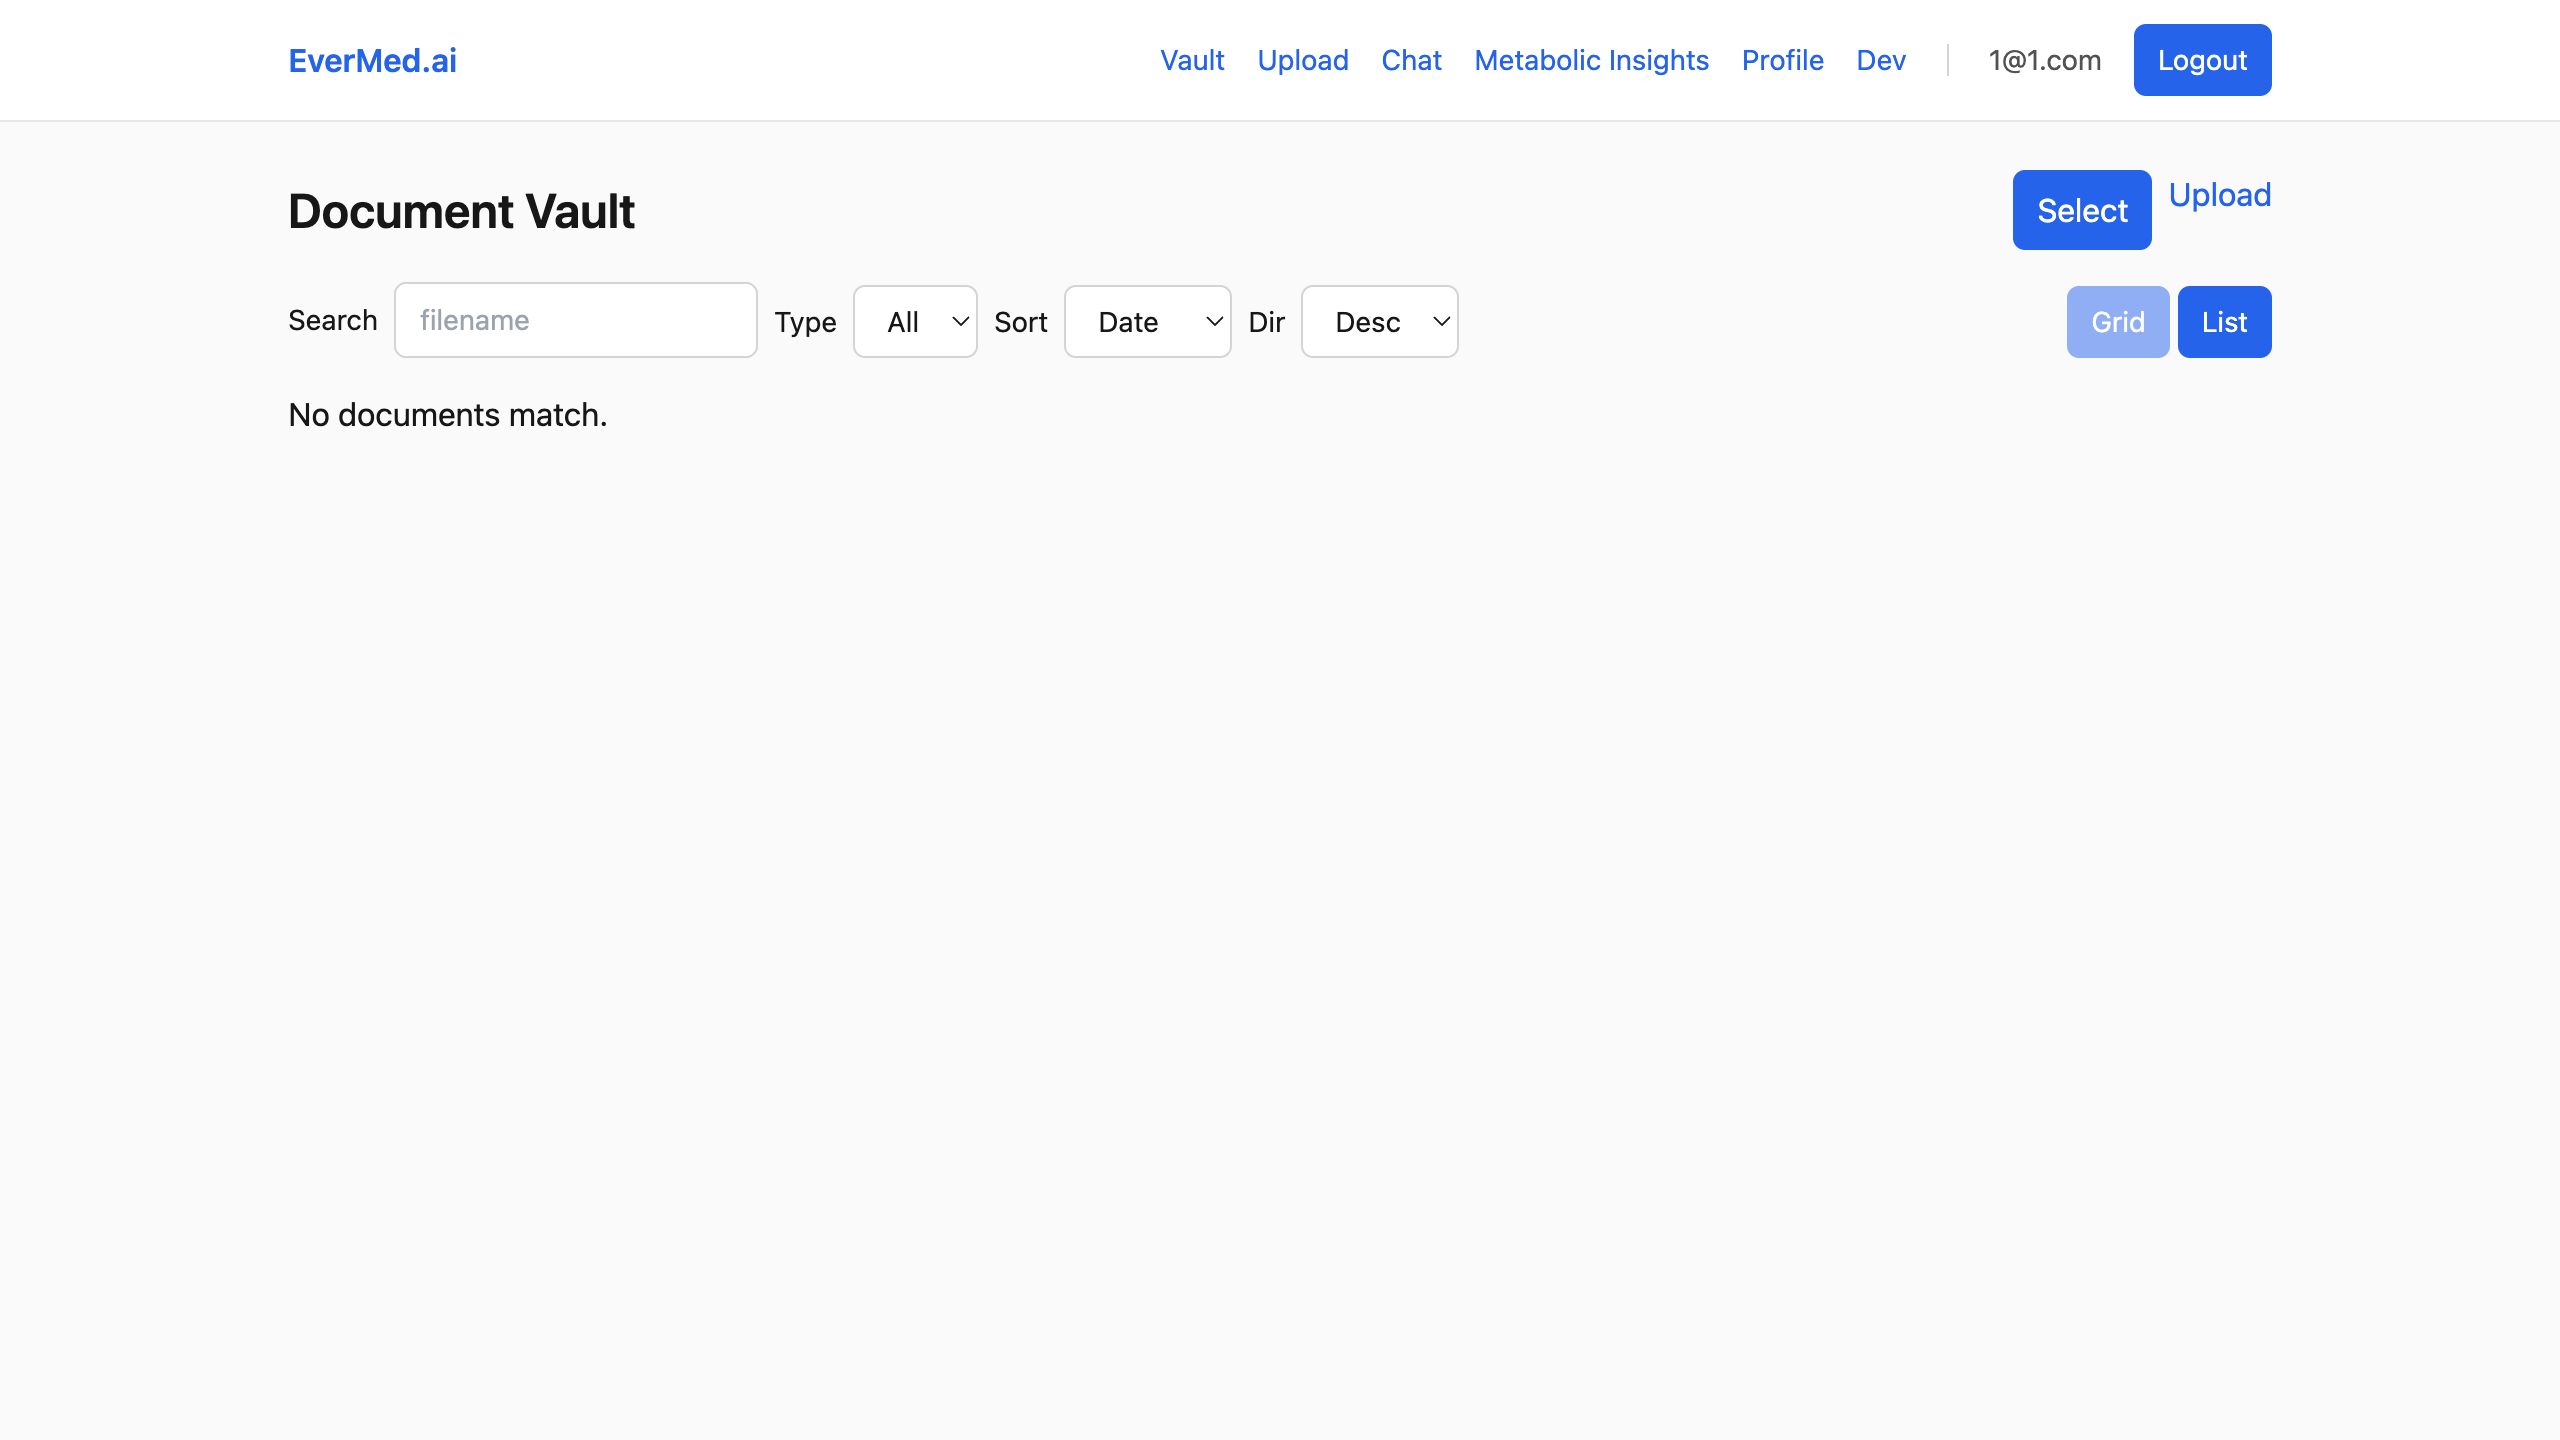 EverMed.ai Vault Upload Chat Metabolic Insights Profile Dev 1@1.com Logout
Document Vault Select Upload
Search filename Type All Sort Date Dir Desc Grid List
No documents match.